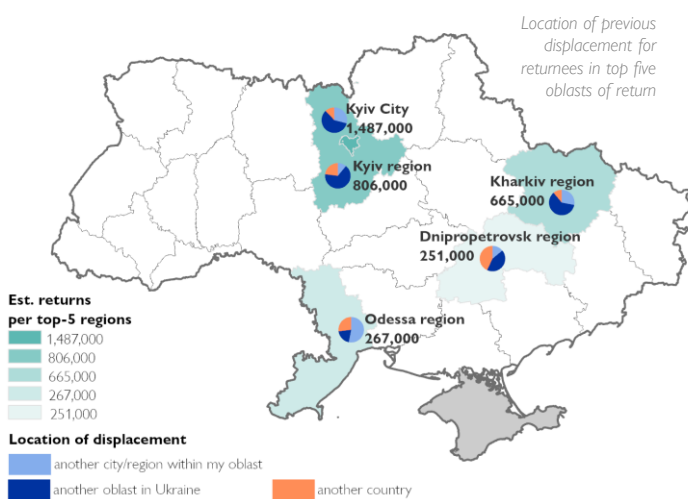 Location of previous
displacement for
returnees in top five
oblasts of return
Kyiv City
1,487,000
Kyiv region
806,000
Kharkiv region
665,000
Dnipropetrovsk region
251,000
Odessa region
267,000
Est. returns
per top-5 regions
1,487,000
806,000
665,000
267,000
251,000
Location of displacement
another city/region within my oblast
another oblast in Ukraine
another country